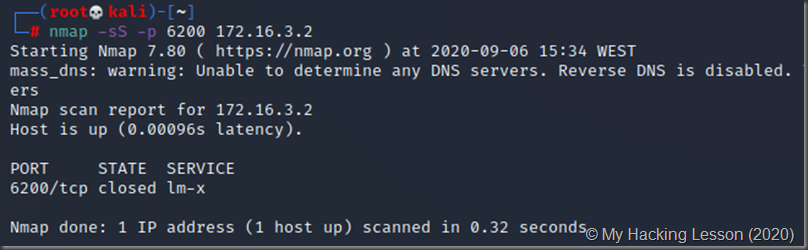 ┌──(root💀kali)-[~]
└─# nmap -sS -p 6200 172.16.3.2
Starting Nmap 7.80 ( https://nmap.org ) at 2020-09-06 15:34 WEST
mass_dns: warning: Unable to determine any DNS servers. Reverse DNS is disabled.
ers
Nmap scan report for 172.16.3.2
Host is up (0.00096s latency).
PORT     STATE  SERVICE
6200/tcp closed lm-x
Nmap done: 1 IP address (1 host up) scanned in 0.32 seconds
© My Hacking Lesson (2020)